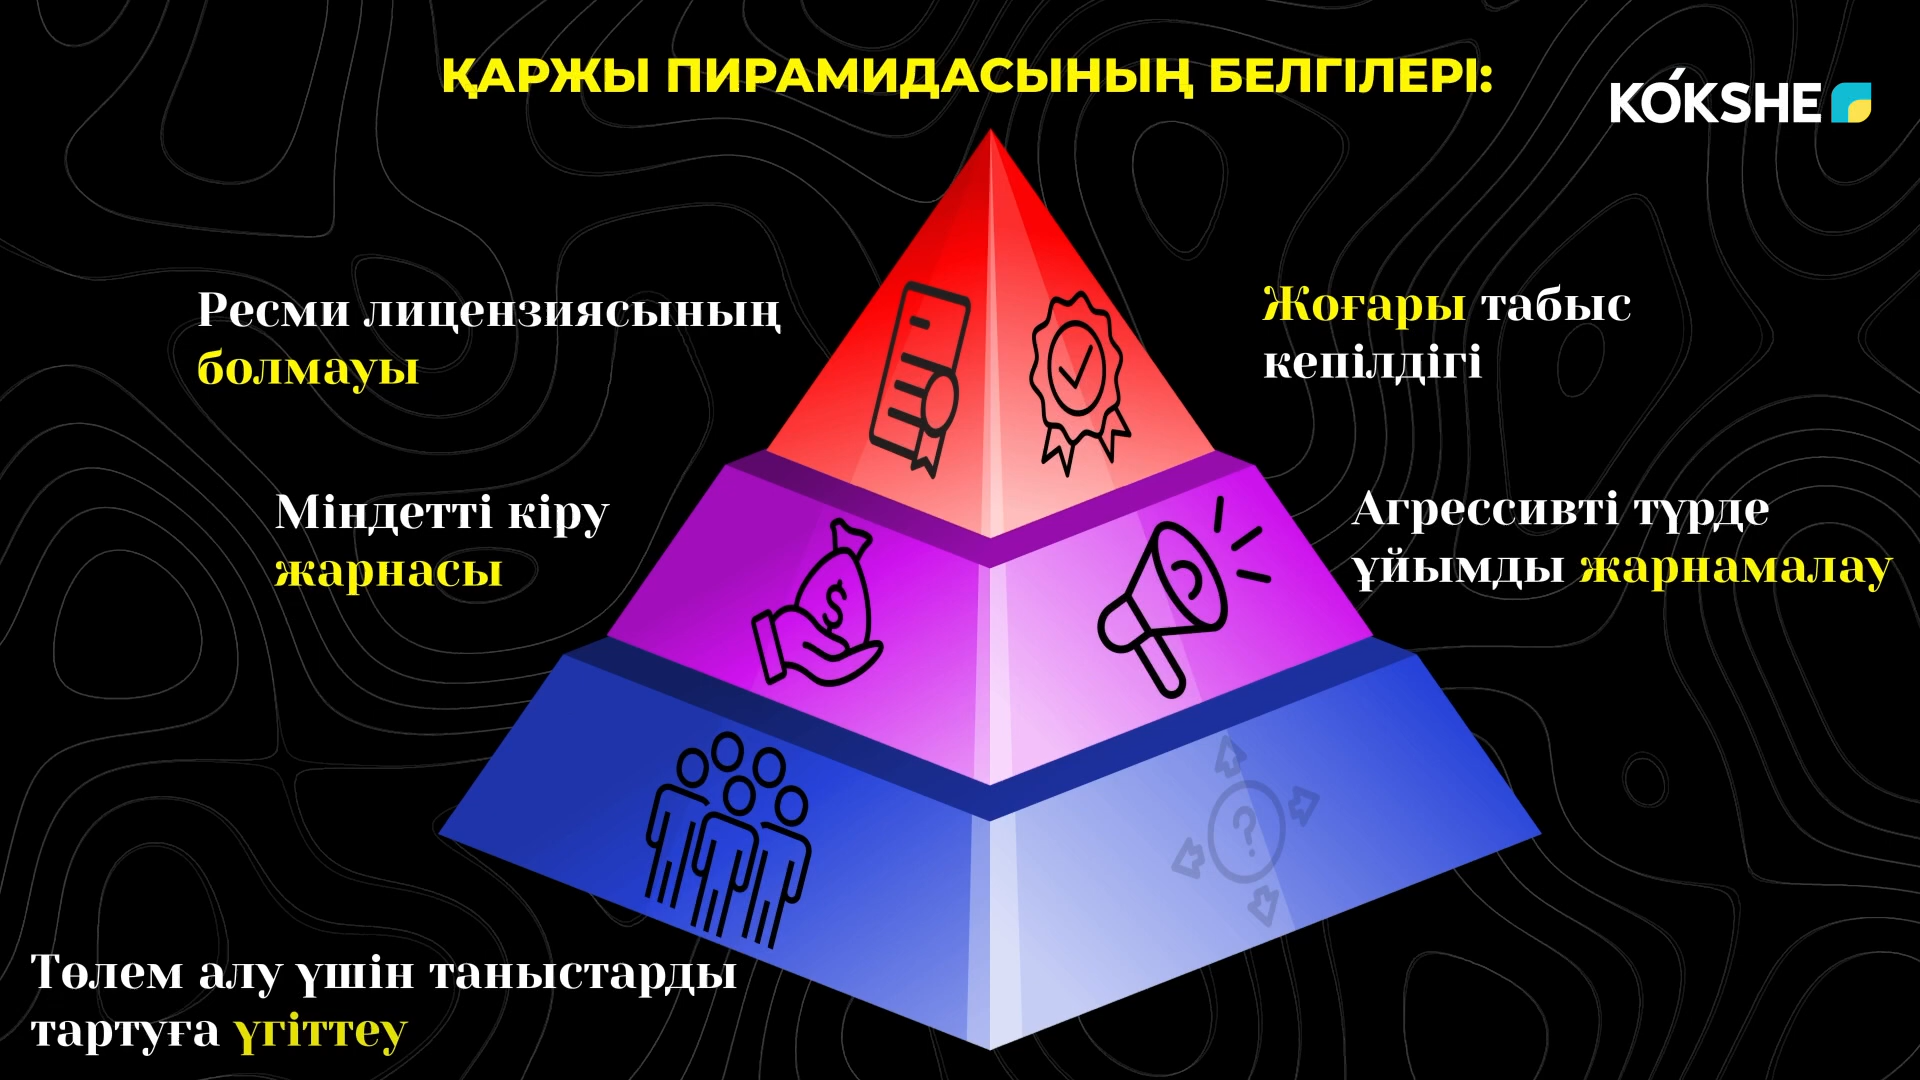 ҚАРЖЫ ПИРАМИДАСЫНЫҢ БЕЛГІЛЕРІ:
KÓKSHE
Ресми лицензиясының
болмауы
Жоғары табыс
кепілдігі
Міндетті кіру
жарнасы
Агрессивті түрде
ұйымды жарнамалау
$
?
Төлем алу үшін таныстарды
тартуға үгіттеу